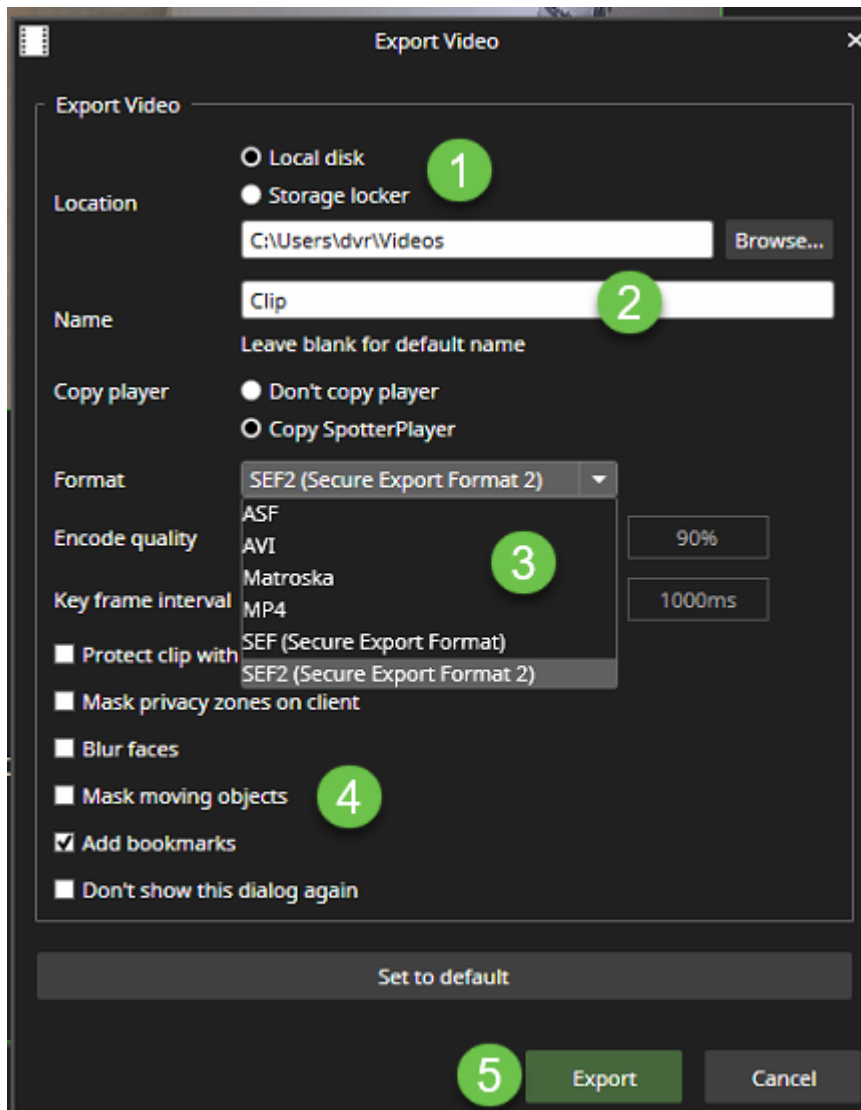 Export Video
Export Video
Local disk
1
Storage locker
Location
C:\Users\dvr\Videos
Browse...
Clip
2
Name
Leave blank for default name
Copy player
Don't copy player
Copy SpotterPlayer
Format
SEF2 (Secure Export Format 2)
ASF
Encode quality
AVI
3
90%
Matroska
Key frame interval
MP4
1000ms
SEF (Secure Export Format)
Protect clip with
SEF2 (Secure Export Format 2)
Mask privacy zones on client
Blur faces
Mask moving objects
4
Add bookmarks
Don't show this dialog again
Set to default
5
Export
Cancel